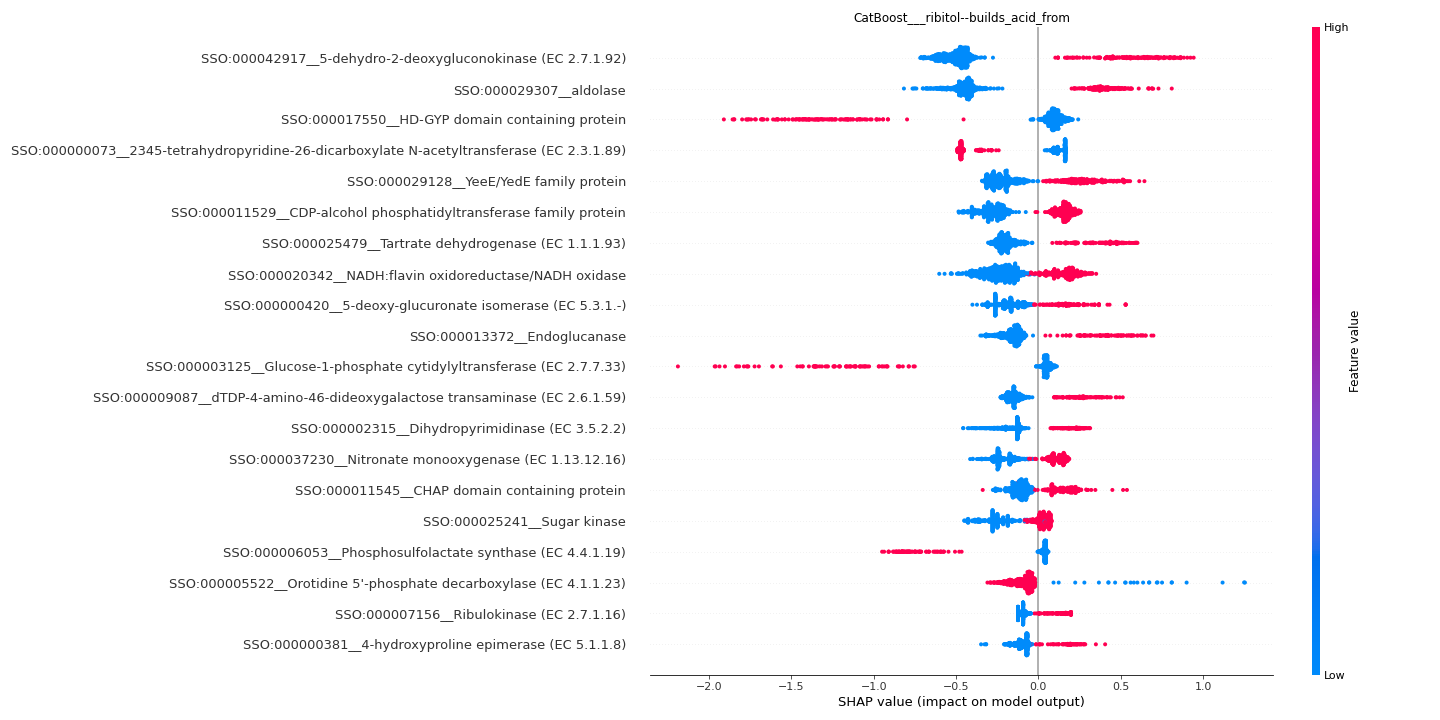 CatBoost___ribitol--builds_acid_from
SSO:000042917__5-dehydro-2-deoxygluconokinase (EC 2.7.1.92)
SSO:000029307__aldolase
SSO:000017550__HD-GYP domain containing protein
SSO:000000073__2345-tetrahydropyridine-26-dicarboxylate N-acetyltransferase (EC 2.3.1.89)
SSO:000029128__YeeE/YedE family protein
SSO:000011529__CDP-alcohol phosphatidyltransferase family protein
SSO:000025479__Tartrate dehydrogenase (EC 1.1.1.93)
SSO:000020342__NADH:flavin oxidoreductase/NADH oxidase
SSO:000000420__5-deoxy-glucuronate isomerase (EC 5.3.1.-)
SSO:000013372__Endoglucanase
SSO:000003125__Glucose-1-phosphate cytidylyltransferase (EC 2.7.7.33)
SSO:000009087__dTDP-4-amino-46-dideoxygalactose transaminase (EC 2.6.1.59)
SSO:000002315__Dihydropyrimidinase (EC 3.5.2.2)
SSO:000037230__Nitronate monooxygenase (EC 1.13.12.16)
SSO:000011545__CHAP domain containing protein
SSO:000025241__Sugar kinase
SSO:000006053__Phosphosulfolactate synthase (EC 4.4.1.19)
SSO:000005522__Orotidine 5'-phosphate decarboxylase (EC 4.1.1.23)
SSO:000007156__Ribulokinase (EC 2.7.1.16)
SSO:000000381__4-hydroxyproline epimerase (EC 5.1.1.8)
−2.0 −1.5 −1.0 −0.5 0.0 0.5 1.0
SHAP value (impact on model output)
High
Feature value
Low